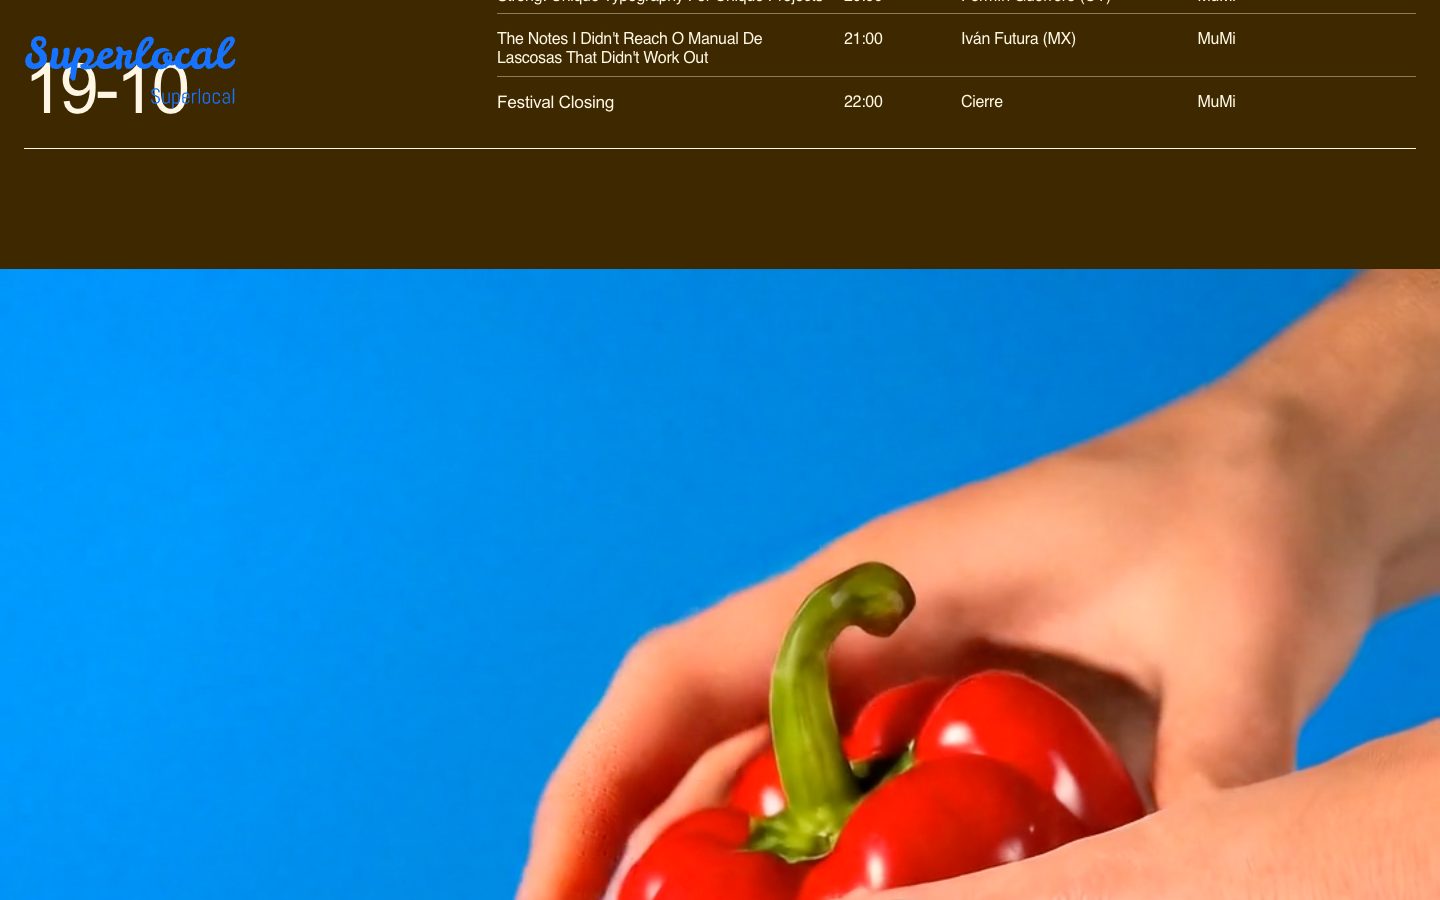 Superlocal
19-10
Superlocal
The Notes I Didn't Reach O Manual De
Lascosas That Didn't Work Out
21:00
Iván Futura (MX)
MuMi
Festival Closing
22:00
Cierre
MuMi